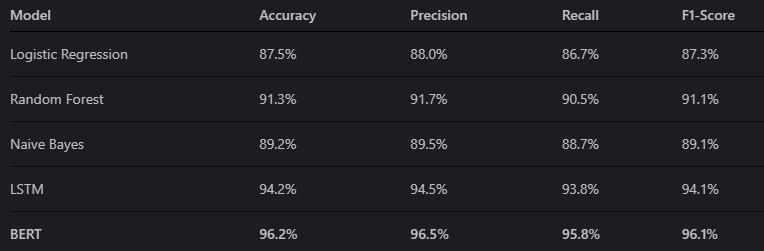 Model Accuracy Precision Recall F1-Score
Logistic Regression 87.5% 88.0% 86.7% 87.3%
Random Forest 91.3% 91.7% 90.5% 91.1%
Naive Bayes 89.2% 89.5% 88.7% 89.1%
LSTM 94.2% 94.5% 93.8% 94.1%
BERT 96.2% 96.5% 95.8% 96.1%